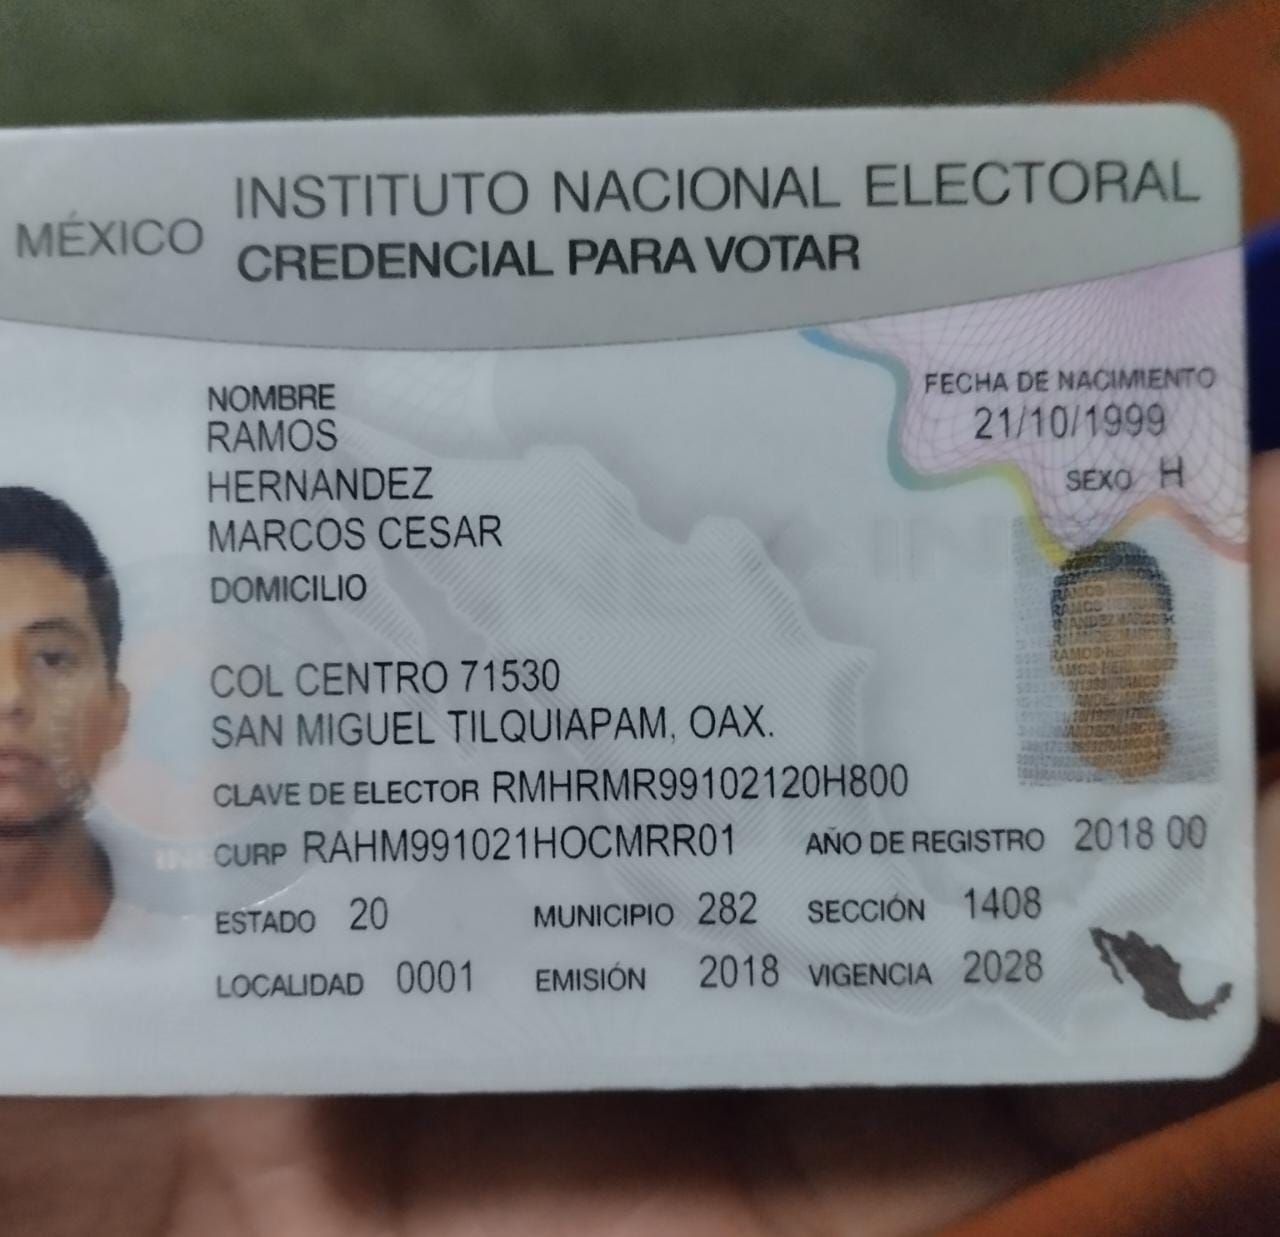 MÉXICO
INSTITUTO NACIONAL ELECTORAL
CREDENCIAL PARA VOTAR
NOMBRE
RAMOS
HERNANDEZ
MARCOS CESAR
FECHA DE NACIMIENTO
21/10/1999
SEXO H
DOMICILIO
COL CENTRO 71530
SAN MIGUEL TILQUIAPAM, OAX.
CLAVE DE ELECTOR RMHRMR99102120H800
CURP RAHM991021HOCMRR01 AÑO DE REGISTRO 2018 00
ESTADO 20 MUNICIPIO 282 SECCIÓN 1408
LOCALIDAD 0001 EMISIÓN 2018 VIGENCIA 2028